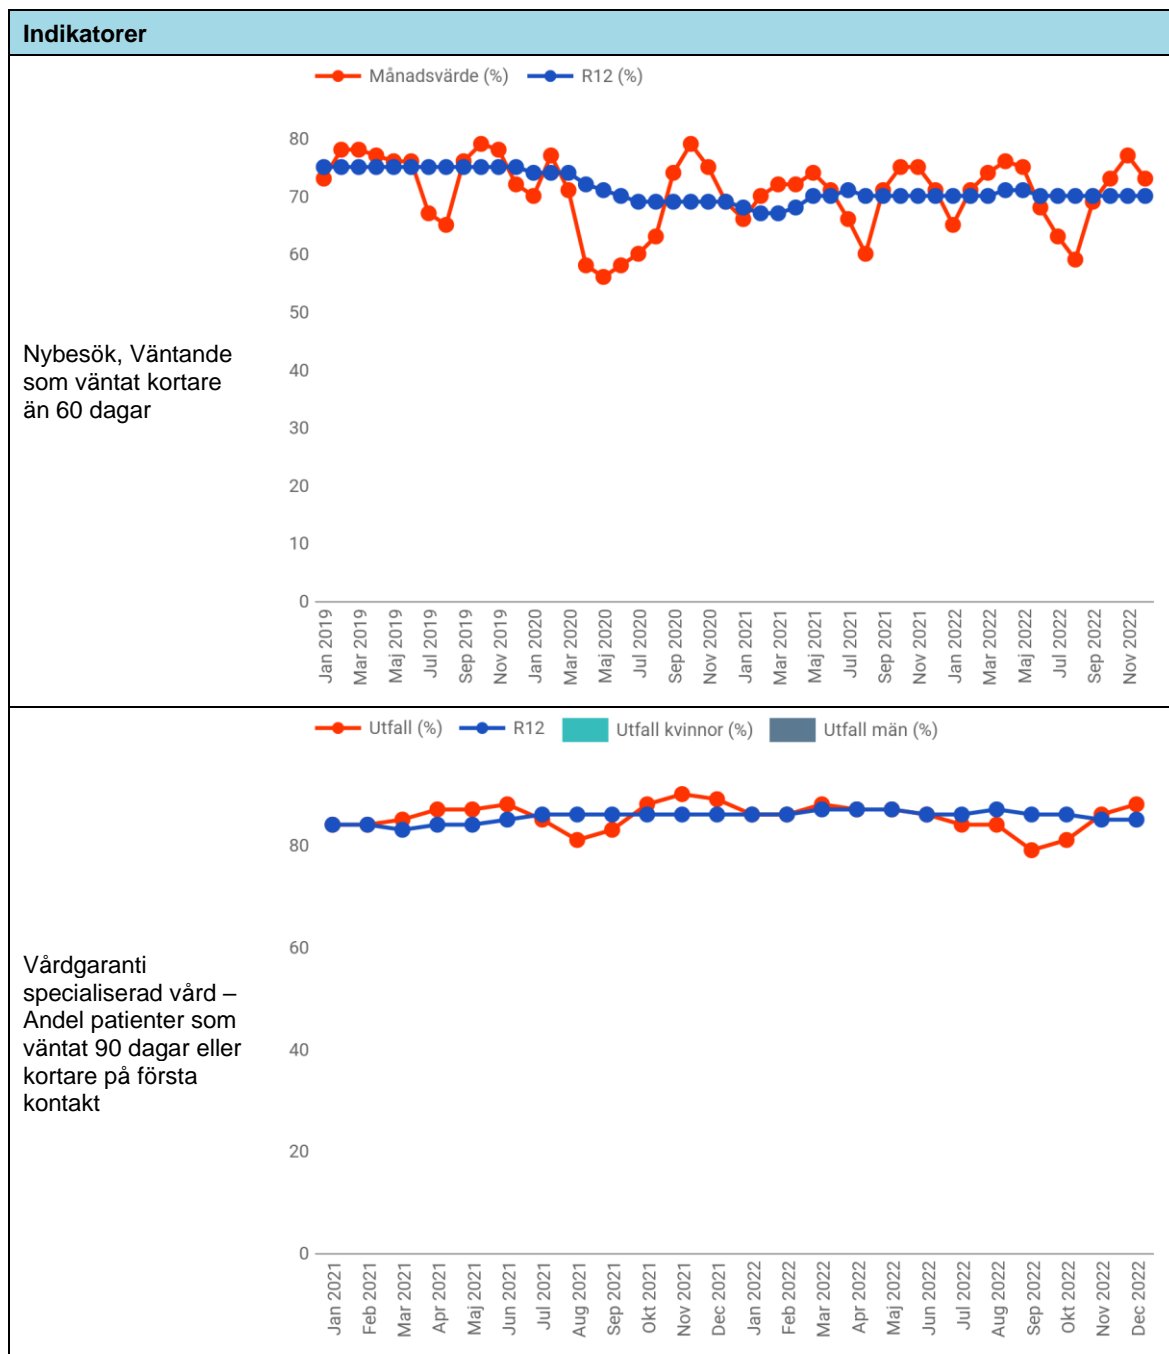 Indikatorer
Månadsvärde (%) R12 (%)
80
70
60
50
40
30
20
10
0
Jan 2019
Mar 2019
Maj 2019
Jul 2019
Sep 2019
Nov 2019
Jan 2020
Mar 2020
Maj 2020
Jul 2020
Sep 2020
Nov 2020
Jan 2021
Mar 2021
Maj 2021
Jul 2021
Sep 2021
Nov 2021
Jan 2022
Mar 2022
Maj 2022
Jul 2022
Sep 2022
Nov 2022
Nybesök, Väntande
som väntat kortare
än 60 dagar
Utfall (%) R12 Utfall kvinnor (%) Utfall män (%)
80
60
40
20
0
Jan 2021
Feb 2021
Mar 2021
Apr 2021
Maj 2021
Jun 2021
Jul 2021
Aug 2021
Sep 2021
Okt 2021
Nov 2021
Dec 2021
Jan 2022
Feb 2022
Mar 2022
Apr 2022
Maj 2022
Jun 2022
Jul 2022
Aug 2022
Sep 2022
Okt 2022
Nov 2022
Dec 2022
Vårdgaranti
specialiserad vård –
Andel patienter som
väntat 90 dagar eller
kortare på första
kontakt